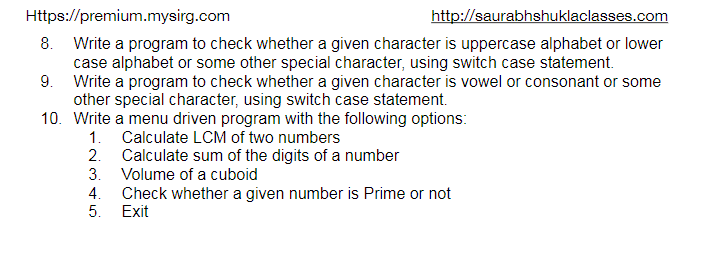 Https://premium.mysirg.com http://saurabhshuklaclasses.com
8. Write a program to check whether a given character is uppercase alphabet or lower
case alphabet or some other special character, using switch case statement.
9. Write a program to check whether a given character is vowel or consonant or some
other special character, using switch case statement.
10. Write a menu driven program with the following options:
1. Calculate LCM of two numbers
2. Calculate sum of the digits of a number
3. Volume of a cuboid
4. Check whether a given number is Prime or not
5. Exit